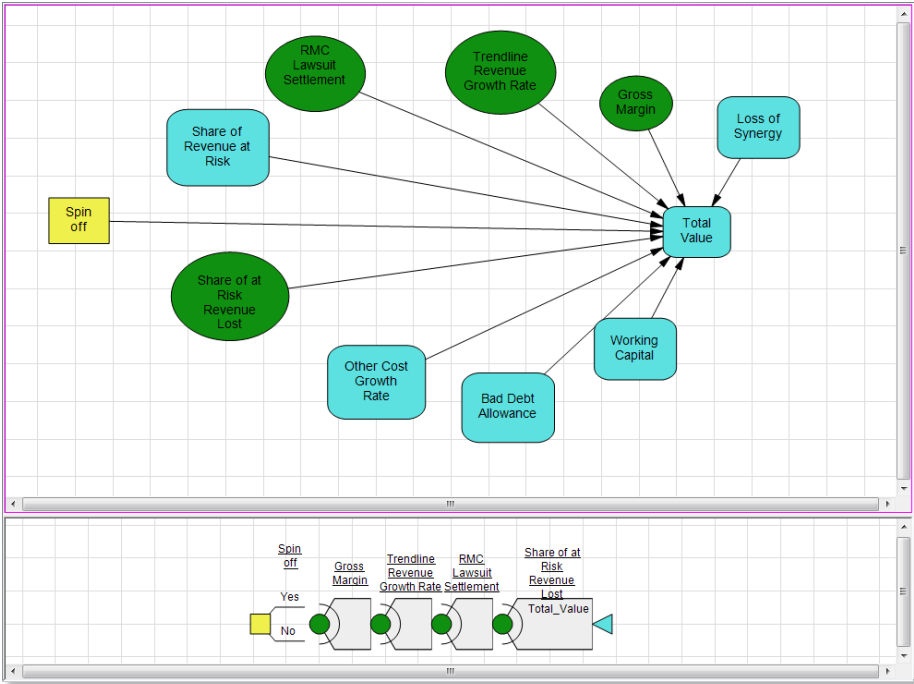 RMC
Lawsuit
Settlement
Trendline
Revenue
Growth Rate
Gross
Margin
Loss of
Synergy
Share of
Revenue at
Risk
Spin
off
Total
Value
Share of at
Risk
Revenue
Lost
Other Cost
Growth
Rate
Bad Debt
Allowance
Working
Capital
Spin
off
Yes
No
Gross
Margin
Trendline
Revenue
Growth Rate
RMC
Lawsuit
Settlement
Share of at
Risk
Revenue
Lost
Total_Value